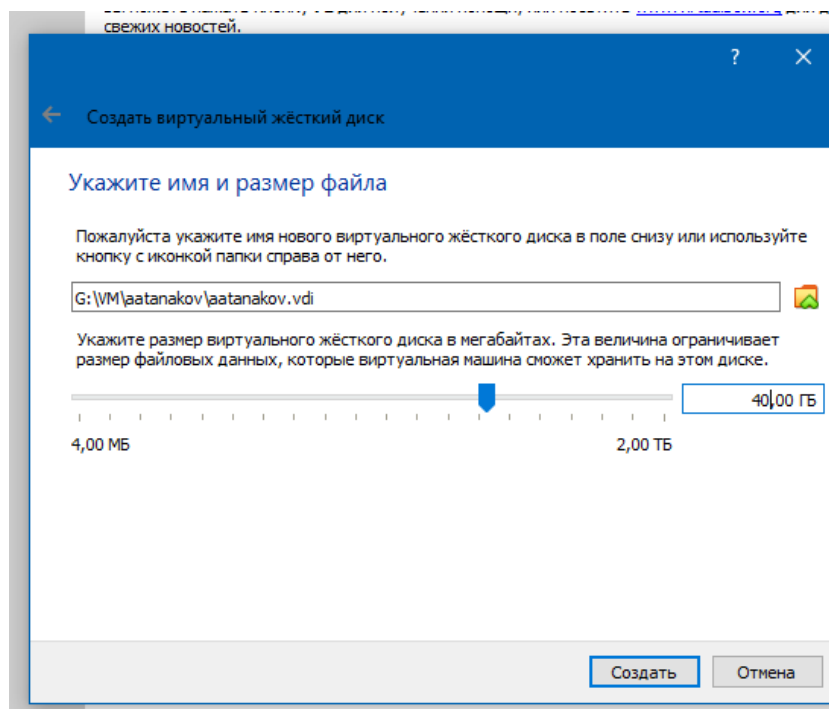 свежих новостей.
?
Создать виртуальный жёсткий диск
Укажите имя и размер файла
Пожалуйста укажите имя нового виртуального жёсткого диска в поле снизу или используйте
кнопку с иконкой папки справа от него.
G:\VM\aatanakov\aatanakov.vdi
Укажите размер виртуального жёсткого диска в мегабайтах. Эта величина ограничивает
размер файловых данных, которые виртуальная машина сможет хранить на этом диске.
40,00 ГБ
4,00 МБ 2,00 ТБ
Создать Отмена